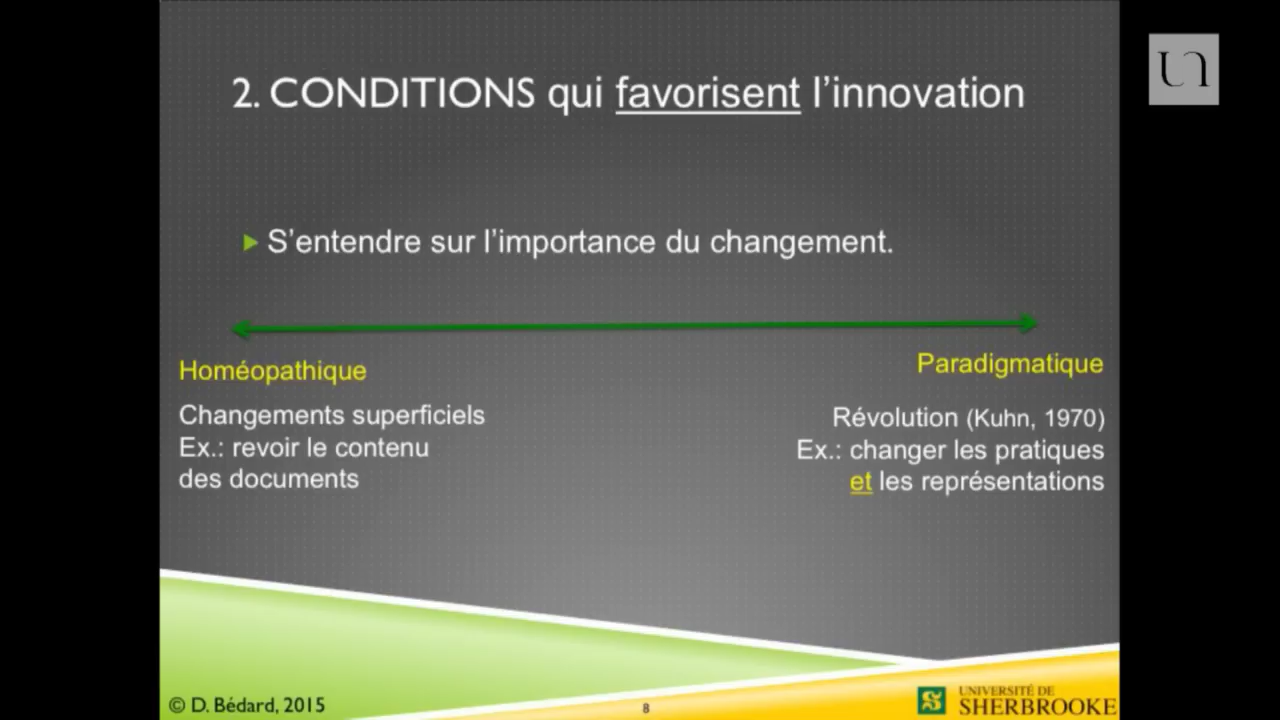 2. CONDITIONS qui favorisent l’innovation
S’entendre sur l’importance du changement.
Homéopathique
Changements superficiels
Ex.: revoir le contenu
des documents
Paradigmatique
Révolution (Kuhn, 1970)
Ex.: changer les pratiques
et les représentations
© D. Bédard, 2015
8
UNIVERSITÉ DE
SHERBROOKE